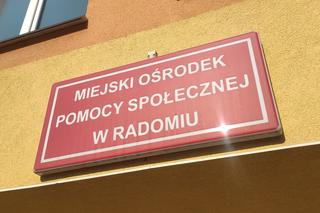 MIEJSKI OŚRODEK
POMOCY SPOŁECZNEJ
W RADOMIU